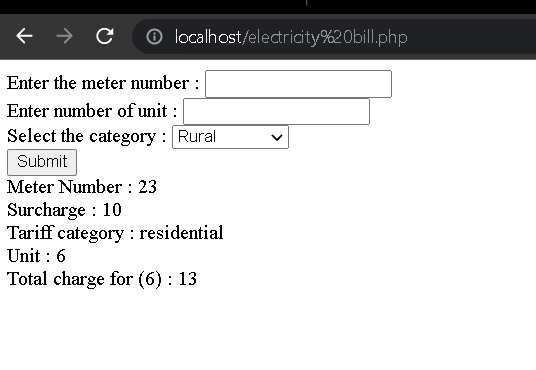 localhost/electricity%20bill.php
Enter the meter number :
Enter number of unit :
Select the category : Rural
Submit
Meter Number : 23
Surcharge : 10
Tariff category : residential
Unit : 6
Total charge for (6) : 13